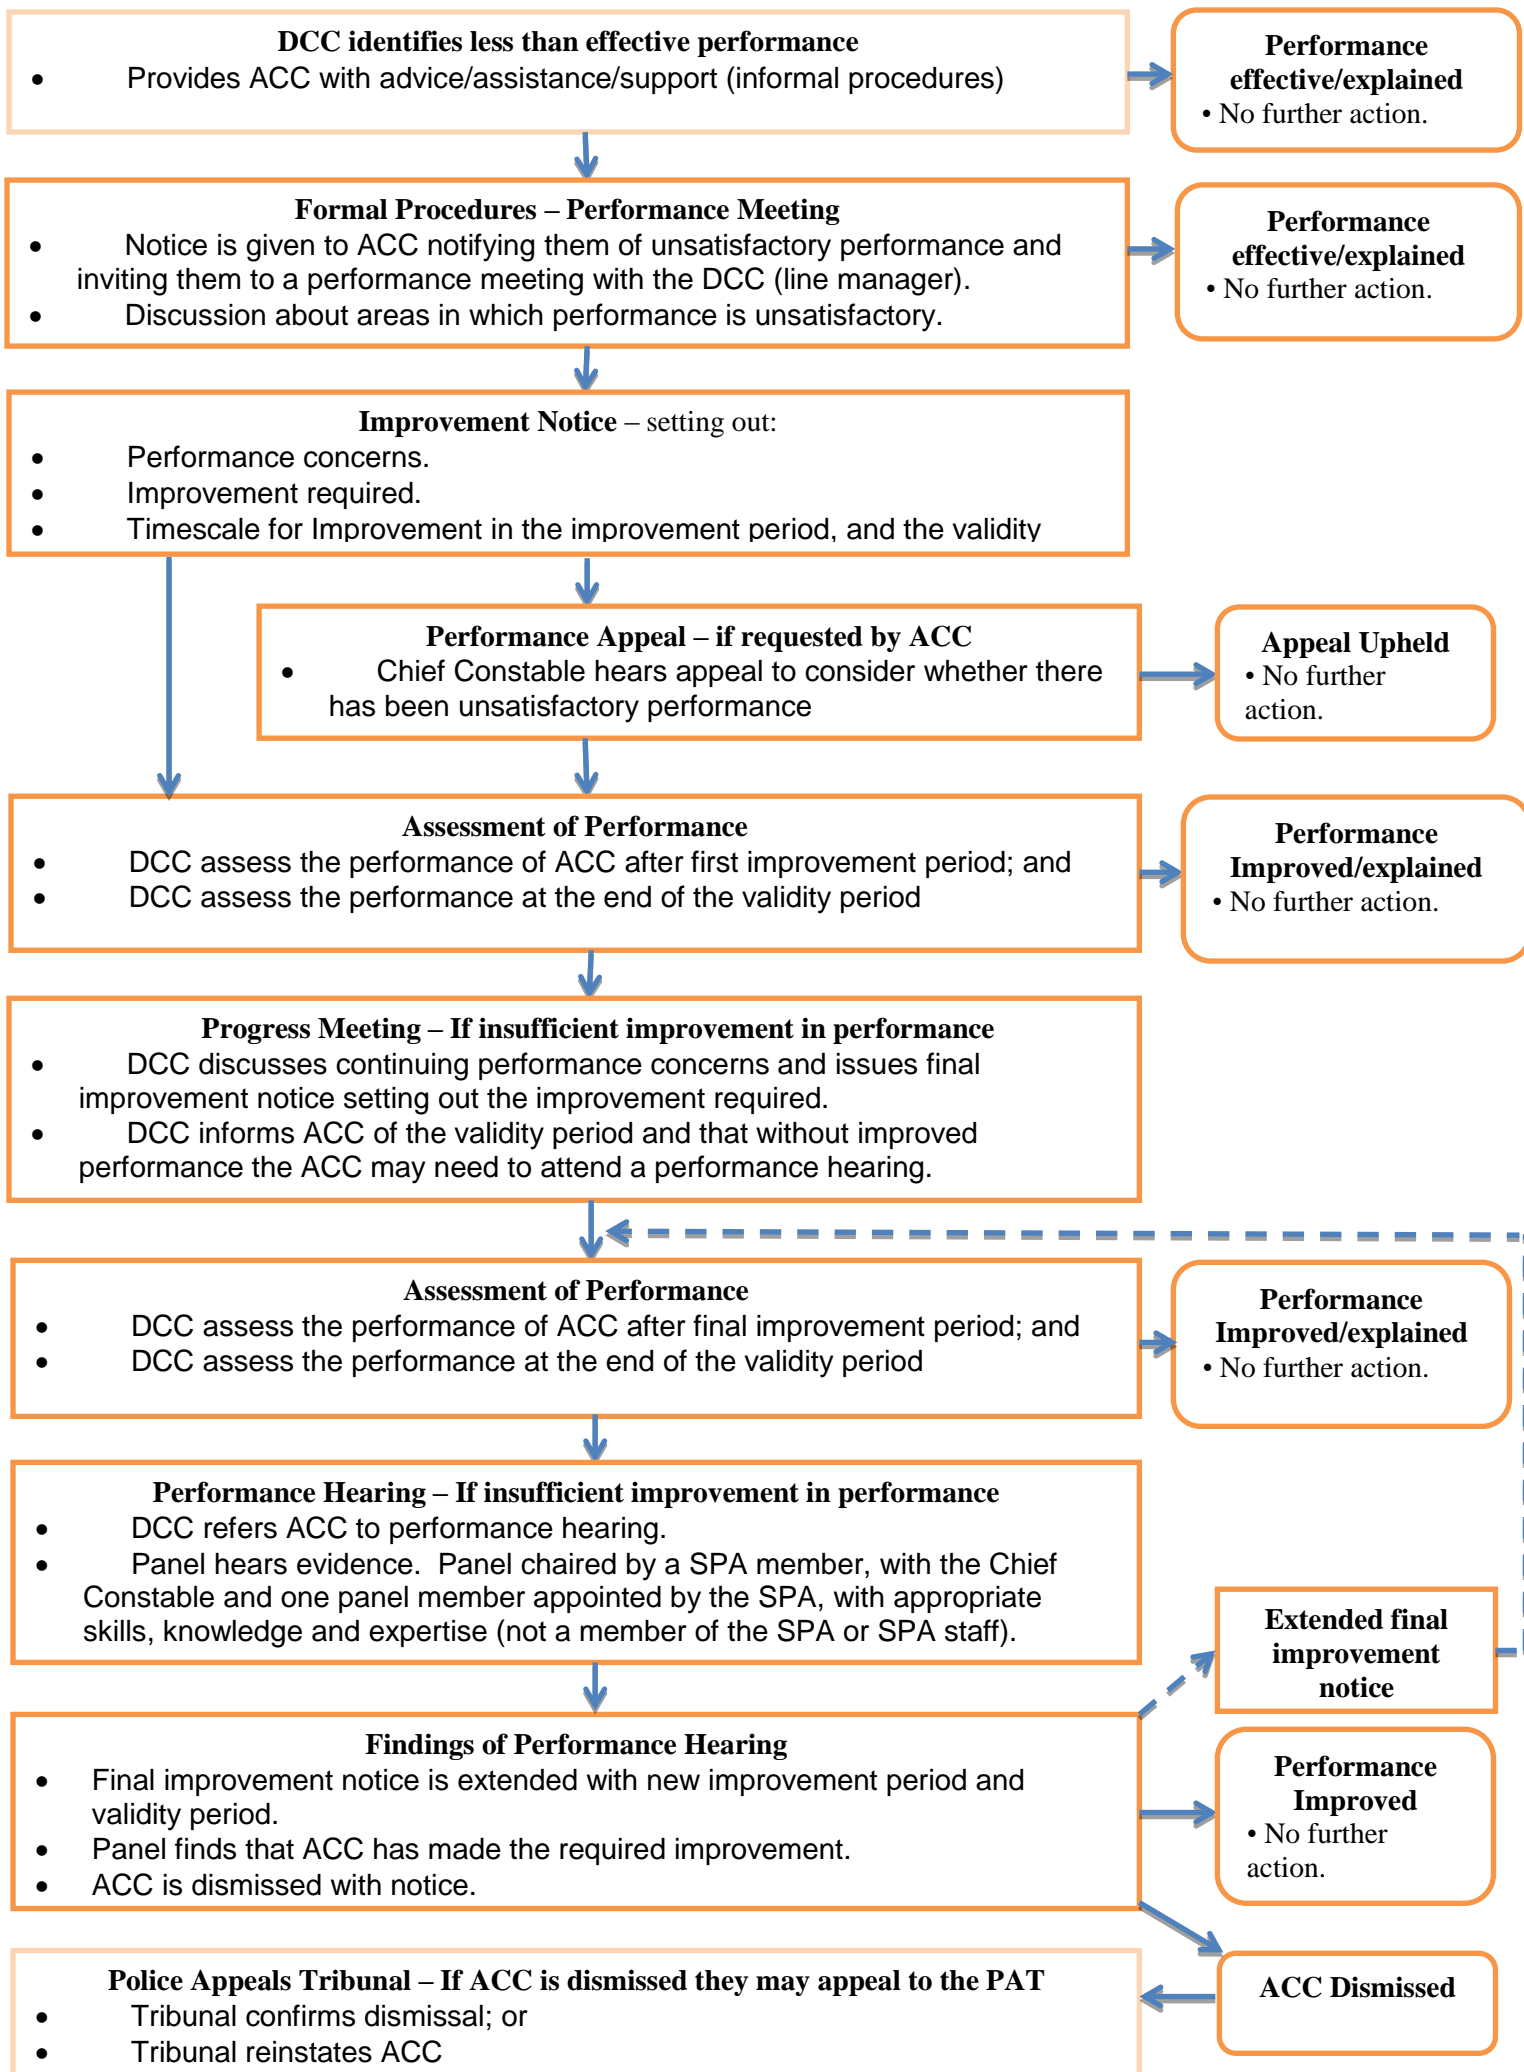 DCC identifies less than effective performance
• Provides ACC with advice/assistance/support (informal procedures)
Performance
effective/explained
• No further action.
Formal Procedures – Performance Meeting
• Notice is given to ACC notifying them of unsatisfactory performance and
inviting them to a performance meeting with the DCC (line manager).
• Discussion about areas in which performance is unsatisfactory.
Performance
effective/explained
• No further action.
Improvement Notice – setting out:
• Performance concerns.
• Improvement required.
• Timescale for Improvement in the improvement period, and the validity
Performance Appeal – if requested by ACC
• Chief Constable hears appeal to consider whether there
has been unsatisfactory performance
Appeal Upheld
• No further
action.
Assessment of Performance
• DCC assess the performance of ACC after first improvement period; and
• DCC assess the performance at the end of the validity period
Performance
Improved/explained
• No further action.
Progress Meeting – If insufficient improvement in performance
• DCC discusses continuing performance concerns and issues final
improvement notice setting out the improvement required.
• DCC informs ACC of the validity period and that without improved
performance the ACC may need to attend a performance hearing.
Assessment of Performance
• DCC assess the performance of ACC after final improvement period; and
• DCC assess the performance at the end of the validity period
Performance
Improved/explained
• No further action.
Performance Hearing – If insufficient improvement in performance
• DCC refers ACC to performance hearing.
• Panel hears evidence.  Panel chaired by a SPA member, with the Chief
Constable and one panel member appointed by the SPA, with appropriate
skills, knowledge and expertise (not a member of the SPA or SPA staff).
Extended final
improvement
notice
Findings of Performance Hearing
• Final improvement notice is extended with new improvement period and
validity period.
• Panel finds that ACC has made the required improvement.
• ACC is dismissed with notice.
Performance
Improved
• No further
action.
Police Appeals Tribunal – If ACC is dismissed they may appeal to the PAT
• Tribunal confirms dismissal; or
• Tribunal reinstates ACC
ACC Dismissed